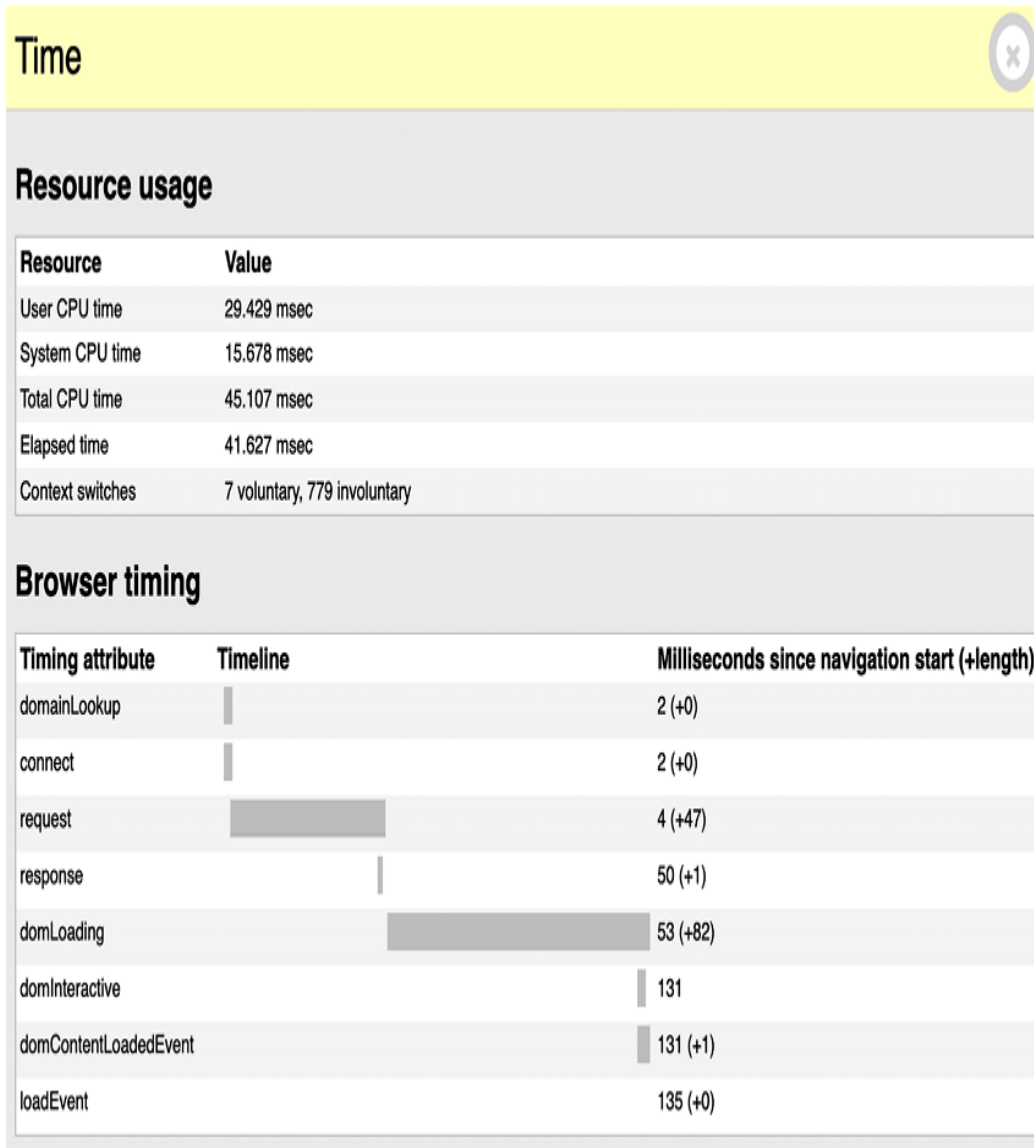 Time
Resource usage
Resource Value
User CPU time 29.429 msec
System CPU time 15.678 msec
Total CPU time 45.107 msec
Elapsed time 41.627 msec
Context switches 7 voluntary, 779 involuntary
Browser timing
Timing attribute Timeline Milliseconds since navigation start (+length)
domainLookup 2 (+0)
connect 2 (+0)
request 4 (+47)
response 50 (+1)
domLoading 53 (+82)
domInteractive 131
domContentLoadedEvent 131 (+1)
loadEvent 135 (+0)